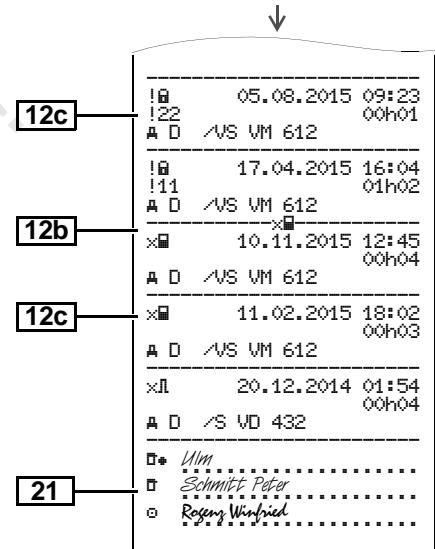 !🔒 05.08.2015 09:23
12c
!22 00h01
D /VS VM 612
! 17.04.2015 16:04
!11 01h02
D /VS VM 612
12b
x
x 10.11.2015 12:45
00h04
D /VS VM 612
12c
x 11.02.2015 18:02
00h03
D /VS VM 612
x 20.12.2014 01:54
00h04
D /S VD 432
Ulm
21
Schmitt Peter
Rogenz Winfried